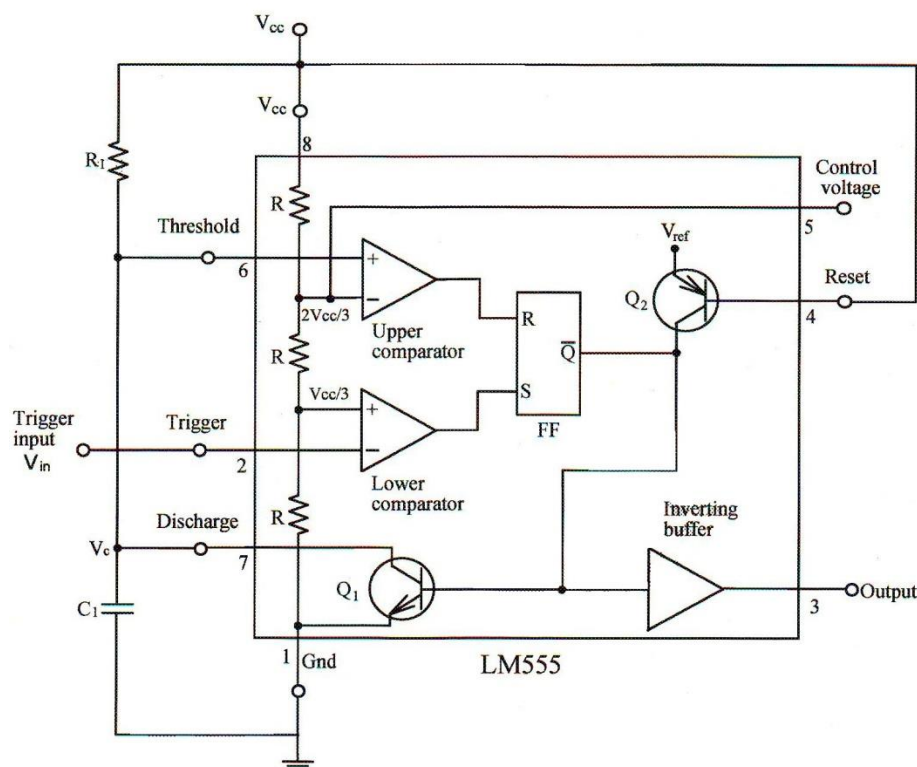 Vcc
Vcc
8
R1
R
Control
voltage
5
Threshold
6
Vref
Reset
4
Q2
+
−
2Vcc/3
Upper
comparator
R
R
Q̅
S
FF
Vcc/3
+
−
Trigger
input
Vin
Trigger
2
Lower
comparator
R
Discharge
7
Vc
Q1
Inverting
buffer
3
Output
C1
1
Gnd
LM555